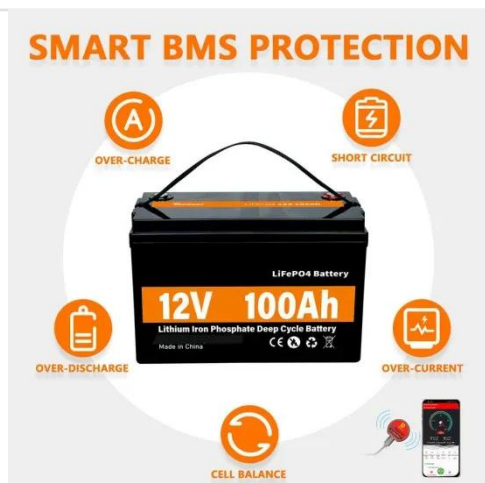 SMART BMS PROTECTION
OVER-CHARGE
SHORT CIRCUIT
LiFePO4 Battery
12V 100Ah
Lithium Iron Phosphate Deep Cycle Battery
Made in China
OVER-DISCHARGE
OVER-CURRENT
CELL BALANCE